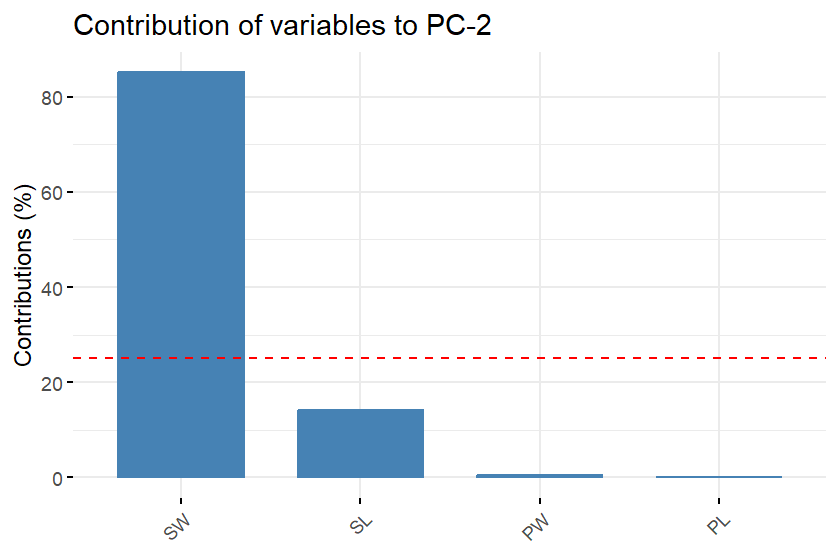 Contribution of variables to PC-2
Contributions (%)
80
60
40
20
0
SW
SL
PW
PL